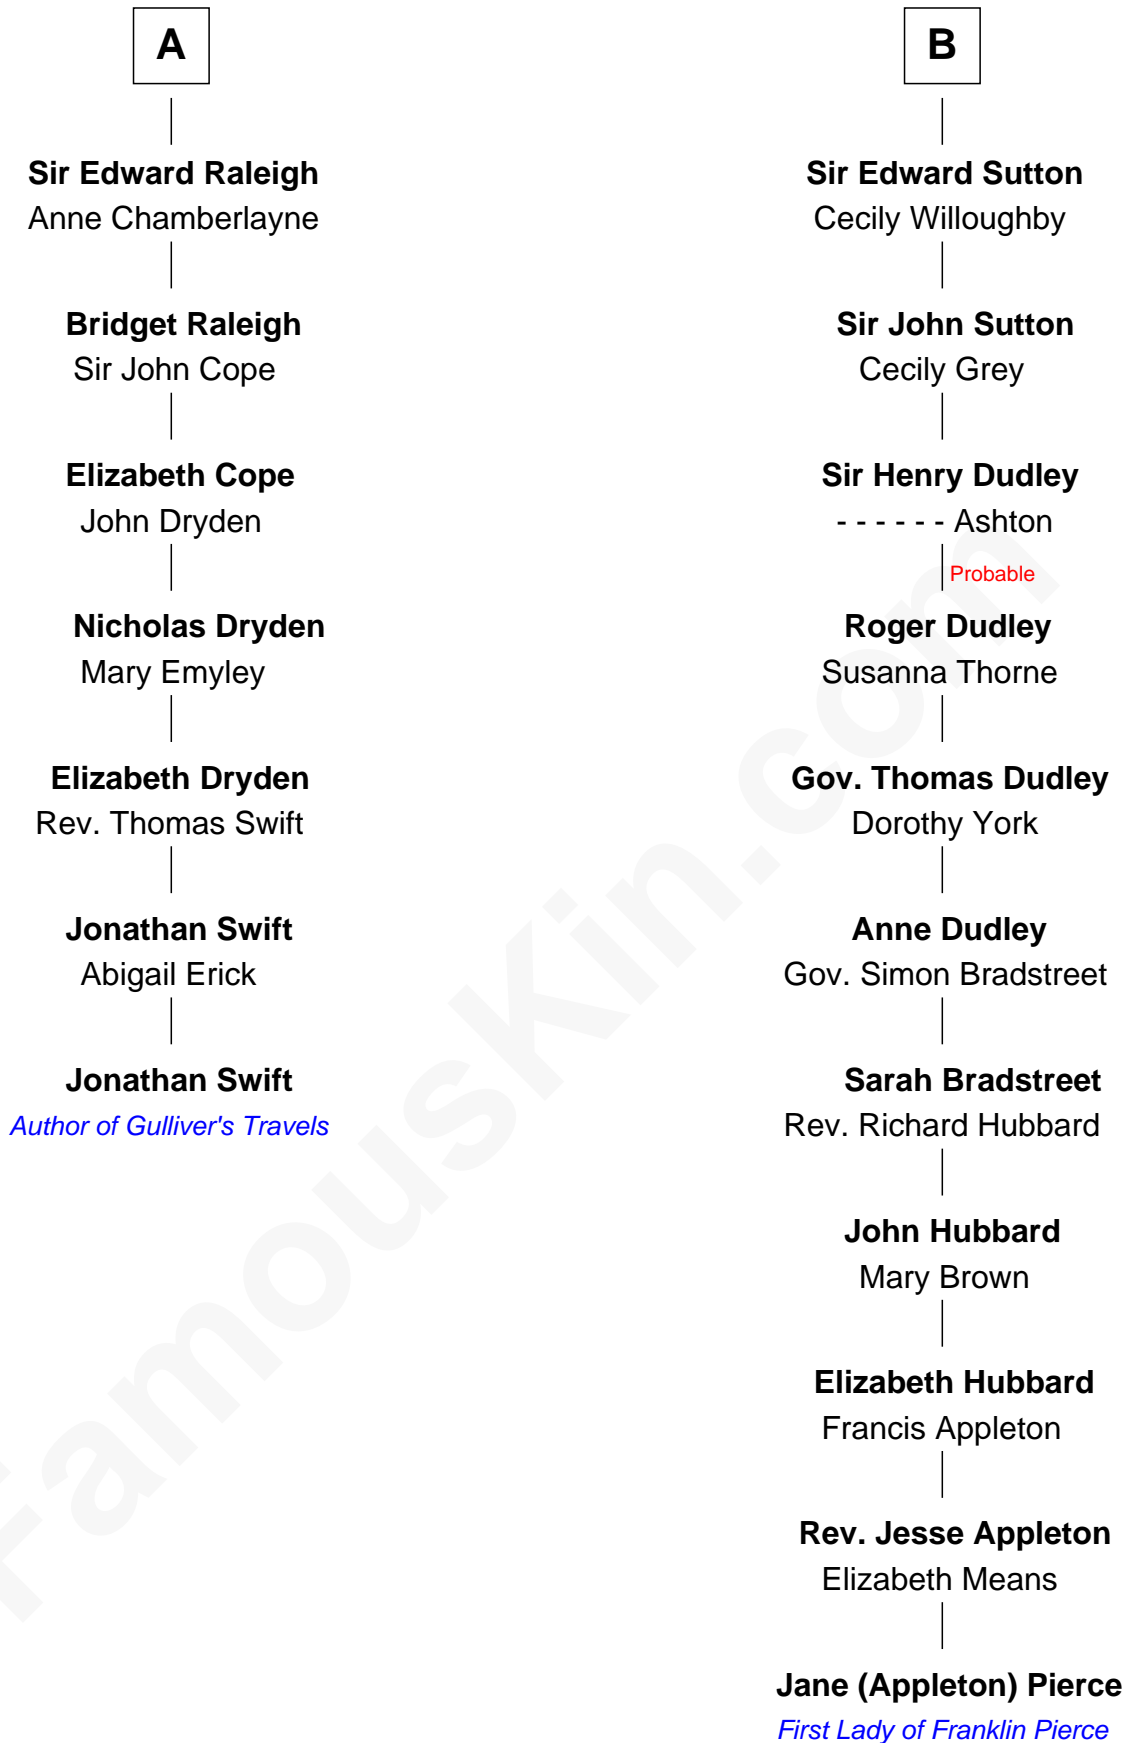 A
Sir Edward Raleigh
Anne Chamberlayne
Bridget Raleigh
Sir John Cope
Elizabeth Cope
John Dryden
Nicholas Dryden
Mary Emyley
Elizabeth Dryden
Rev. Thomas Swift
Jonathan Swift
Abigail Erick
Jonathan Swift
Author of Gulliver's Travels
B
Sir Edward Sutton
Cecily Willoughby
Sir John Sutton
Cecily Grey
Sir Henry Dudley
- - - - - - Ashton
Probable
Roger Dudley
Susanna Thorne
Gov. Thomas Dudley
Dorothy York
Anne Dudley
Gov. Simon Bradstreet
Sarah Bradstreet
Rev. Richard Hubbard
John Hubbard
Mary Brown
Elizabeth Hubbard
Francis Appleton
Rev. Jesse Appleton
Elizabeth Means
Jane (Appleton) Pierce
First Lady of Franklin Pierce
FamousKin.com